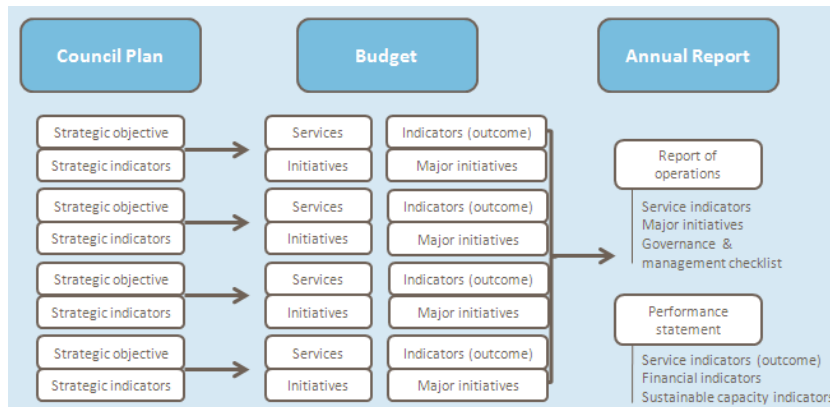 Council Plan
Budget
Annual Report
Strategic objective
Strategic indicators
Services
Initiatives
Indicators (outcome)
Major initiatives
Strategic objective
Strategic indicators
Services
Initiatives
Indicators (outcome)
Major initiatives
Strategic objective
Strategic indicators
Services
Initiatives
Indicators (outcome)
Major initiatives
Strategic objective
Strategic indicators
Services
Initiatives
Indicators (outcome)
Major initiatives
Report of
operations
Service indicators
Major initiatives
Governance &
management checklist
Performance
statement
Service indicators (outcome)
Financial indicators
Sustainable capacity indicators